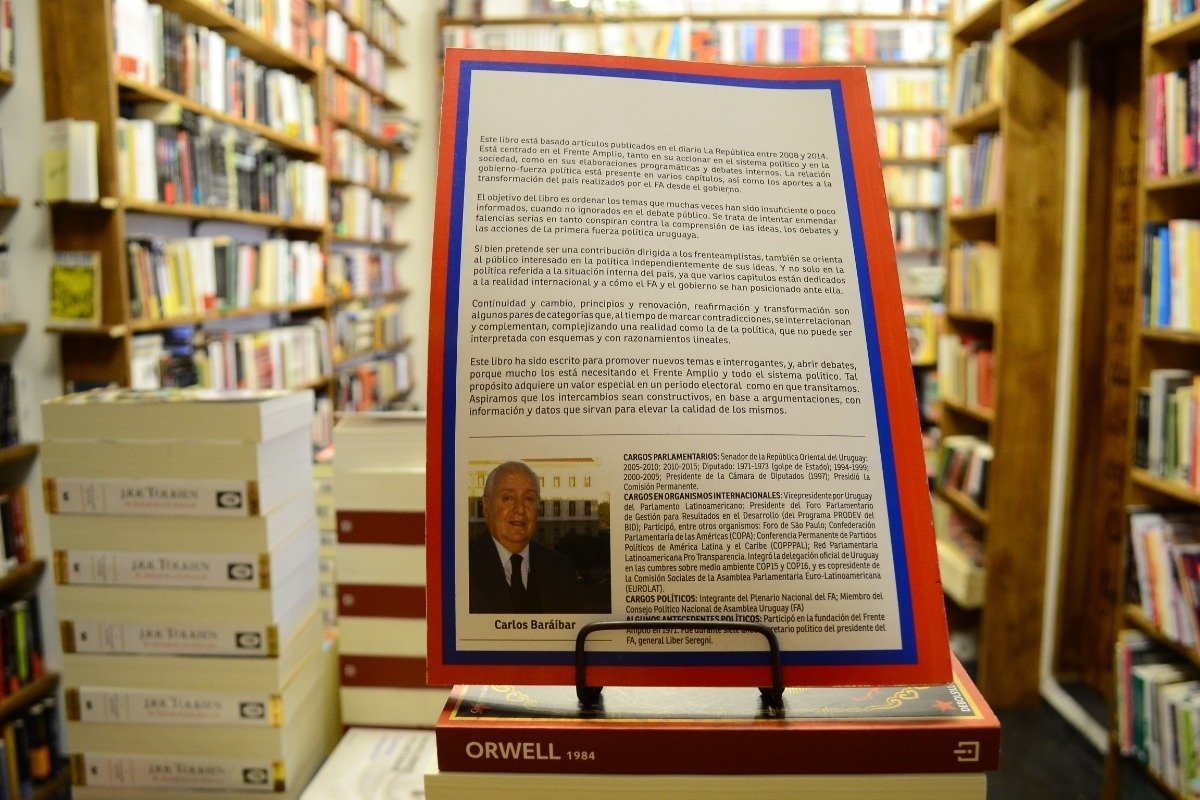 Este libro está basado artículos publicados en el diario La República entre 2008 y 2014.
Está centrado en el Frente Amplio, tanto en su accionar en el sistema político y en la
sociedad, como en sus elaboraciones programáticas y debates internos. La relación
gobierno-fuerza política está presente en varios capítulos, así como los aportes a la
transformación del país realizados por el FA desde el gobierno.
El objetivo del libro es ordenar los temas que muchas veces han sido insuficiente o poco
informados, cuando no ignorados en el debate público. Se trata de intentar enmendar
falencias serias en tanto conspiran contra la comprensión de las ideas, los debates y
las acciones de la primera fuerza política uruguaya.
Si bien pretende ser una contribución dirigida a los frenteamplistas, también se orienta
al público interesado en la política independientemente de sus ideas. Y no solo en la
política referida a la situación interna del país, ya que varios capítulos están dedicados
a la realidad internacional y a cómo el FA y el gobierno se han posicionado ante ella.
Continuidad y cambio, principios y renovación, reafirmación y transformación son
algunos pares de categorías que, al tiempo de marcar contradicciones, se interrelacionan
y complementan, complejizando una realidad como la de la política, que no puede ser
interpretada con esquemas y con razonamientos lineales.
Este libro ha sido escrito para promover nuevos temas e interrogantes, y, abrir debates,
porque mucho los está necesitando el Frente Amplio y todo el sistema político. Tal
propósito adquiere un valor especial en un periodo electoral como en que transitamos.
Aspiramos que los intercambios sean constructivos, en base a argumentaciones, con
información y datos que sirvan para elevar la calidad de los mismos.
CARGOS PARLAMENTARIOS: Senador de la República Oriental del Uruguay:
2005-2010; 2010-2015; Diputado: 1971-1973 (golpe de Estado); 1994-1999;
2000-2005; Presidente de la Cámara de Diputados (1997); Presidió la
Comisión Permanente.
CARGOS EN ORGANISMOS INTERNACIONALES: Vicepresidente por Uruguay
del Parlamento Latinoamericano; Presidente del Foro Parlamentario
de Gestión para Resultados en el Desarrollo (del Programa PRODEV del
BID); Participó, entre otros organismos: Foro de São Paulo; Confederación
Parlamentaria de las Américas (COPA); Conferencia Permanente de Partidos
Políticos de América Latina y el Caribe (COPPPAL); Red Parlamentaria
Latinoamericana Pro Transparencia. Integró la delegación oficial de Uruguay
en las cumbres sobre medio ambiente COP15 y COP16, y es copresidente de
la Comisión Sociales de la Asamblea Parlamentaria Euro-Latinoamericana
(EUROLAT).
CARGOS POLÍTICOS: Integrante del Plenario Nacional del FA; Miembro del
Consejo Político Nacional de Asamblea Uruguay (FA)
ALGUNOS ANTECEDENTES POLÍTICOS: Participó en la fundación del Frente
Amplio en 1971. Fue durante siete años secretario político del presidente del
FA, general Liber Seregni.
Carlos Baráibar
ORWELL 1984
J.R.R. TOLKIEN
J.R.R. TOLKIEN
J.R.R. TOLKIEN
J.R.R. TOLKIEN
J.R.R. TOLKIEN